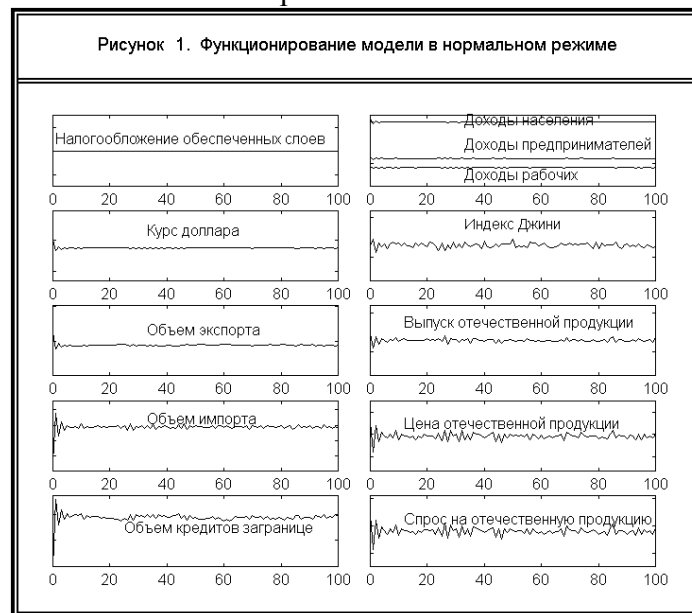 Рисунок 1. Функционирование модели в нормальном режиме
Налогообложение обеспеченных слоев
0 20 40 60 80 100
Доходы населения
Доходы предпринимателей
Доходы рабочих
0 20 40 60 80 100
Курс доллара
0 20 40 60 80 100
Индекс Джини
0 20 40 60 80 100
Объем экспорта
0 20 40 60 80 100
Выпуск отечественной продукции
0 20 40 60 80 100
Объем импорта
0 20 40 60 80 100
Цена отечественной продукции
0 20 40 60 80 100
Объем кредитов загранице
0 20 40 60 80 100
Спрос на отечественную продукцию
0 20 40 60 80 100